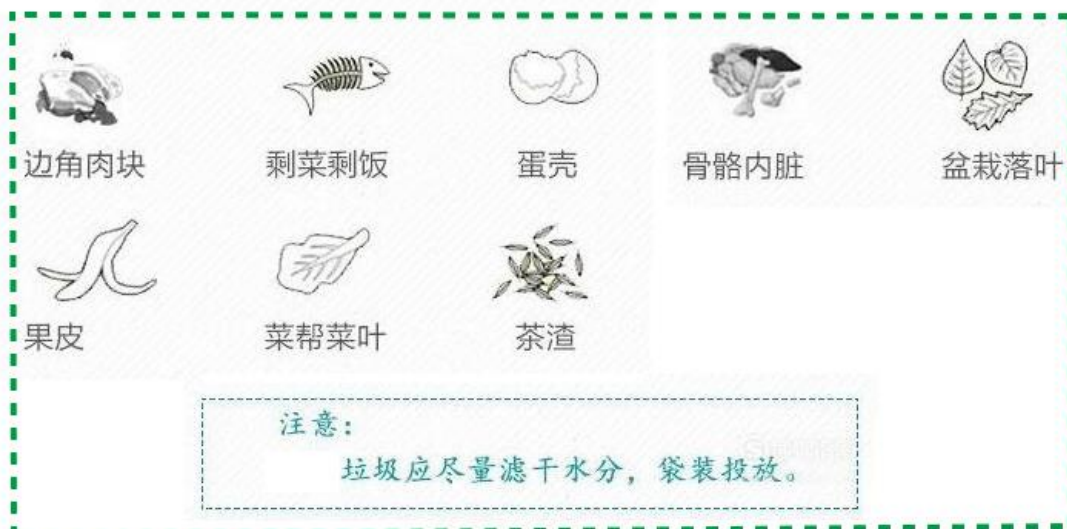 边角肉块 剩菜剩饭 蛋壳 骨骼内脏 盆栽落叶
果皮 菜帮菜叶 茶渣
注意：
垃圾应尽量滤干水分，袋装投放。